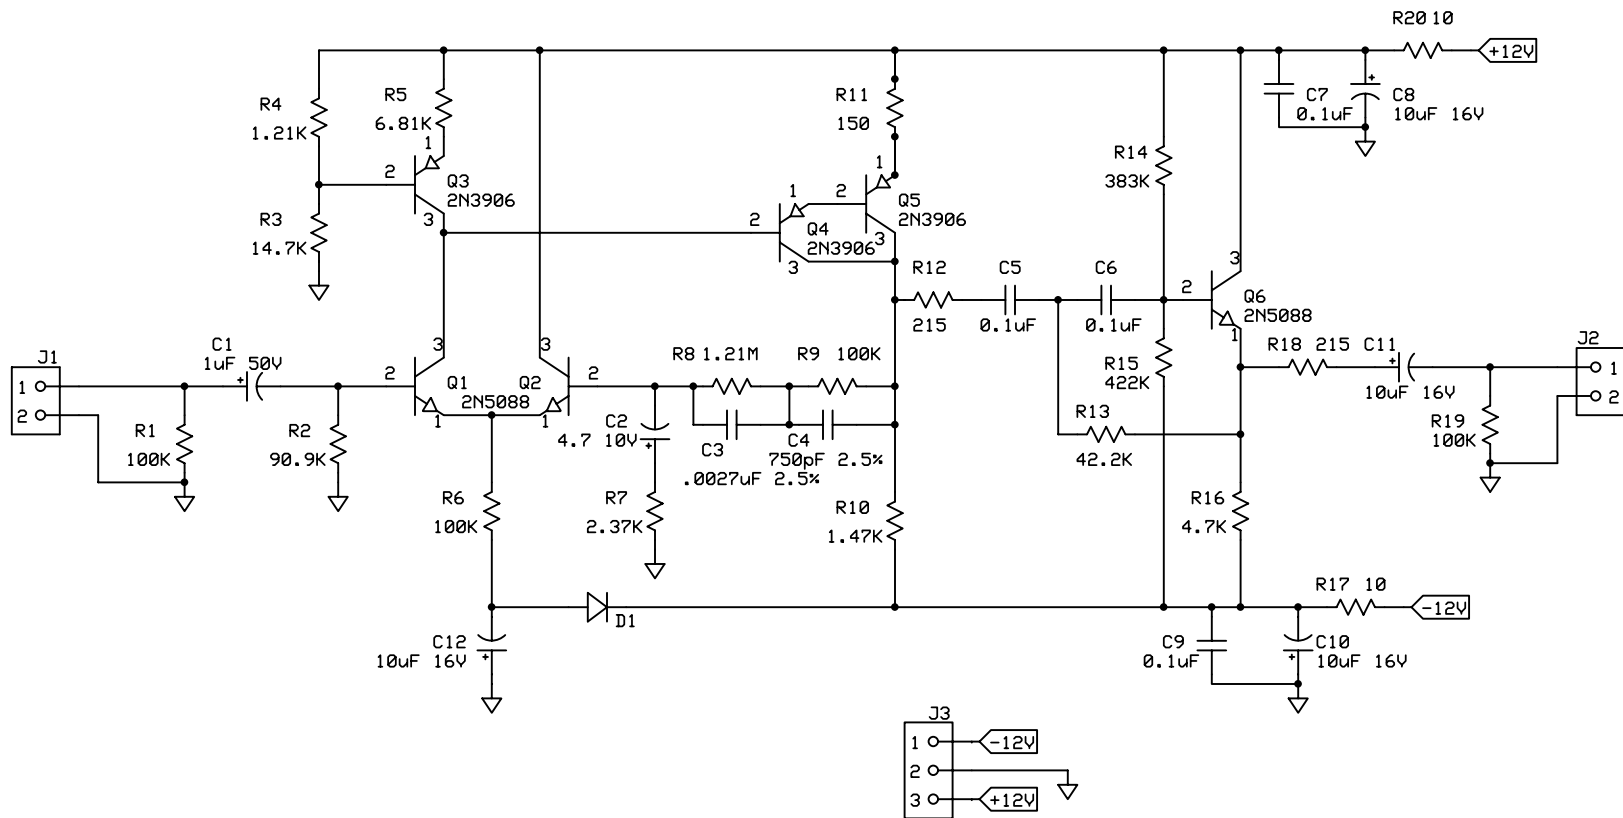 R20 10
+12V
R4
1.21K
R5
6.81K
R11
150
C7
0.1uF
C8
10uF 16V
+
1
2
Q3
2N3906
3
R3
14.7K
1
2
Q4
2N3906
3
1
2
Q5
2N3906
3
R14
383K
R12
215
C5
0.1uF
C6
0.1uF
3
2
Q6
2N5088
1
J1
1
2
C1
1uF 50V
+
R1
100K
R2
90.9K
3
2
Q1
2N5088
1
3
Q2
2
1
R8 1.21M
R9 100K
C2
4.7 10V
+
C3
.0027uF 2.5%
C4
750pF 2.5%
R15
422K
R13
42.2K
R18 215
C11
10uF 16V
+
J2
1
2
R19
100K
R6
100K
R7
2.37K
R10
1.47K
R16
4.7K
D1
R17 10
-12V
C12
10uF 16V
+
C9
0.1uF
C10
10uF 16V
+
J3
1
-12V
2
3
+12V